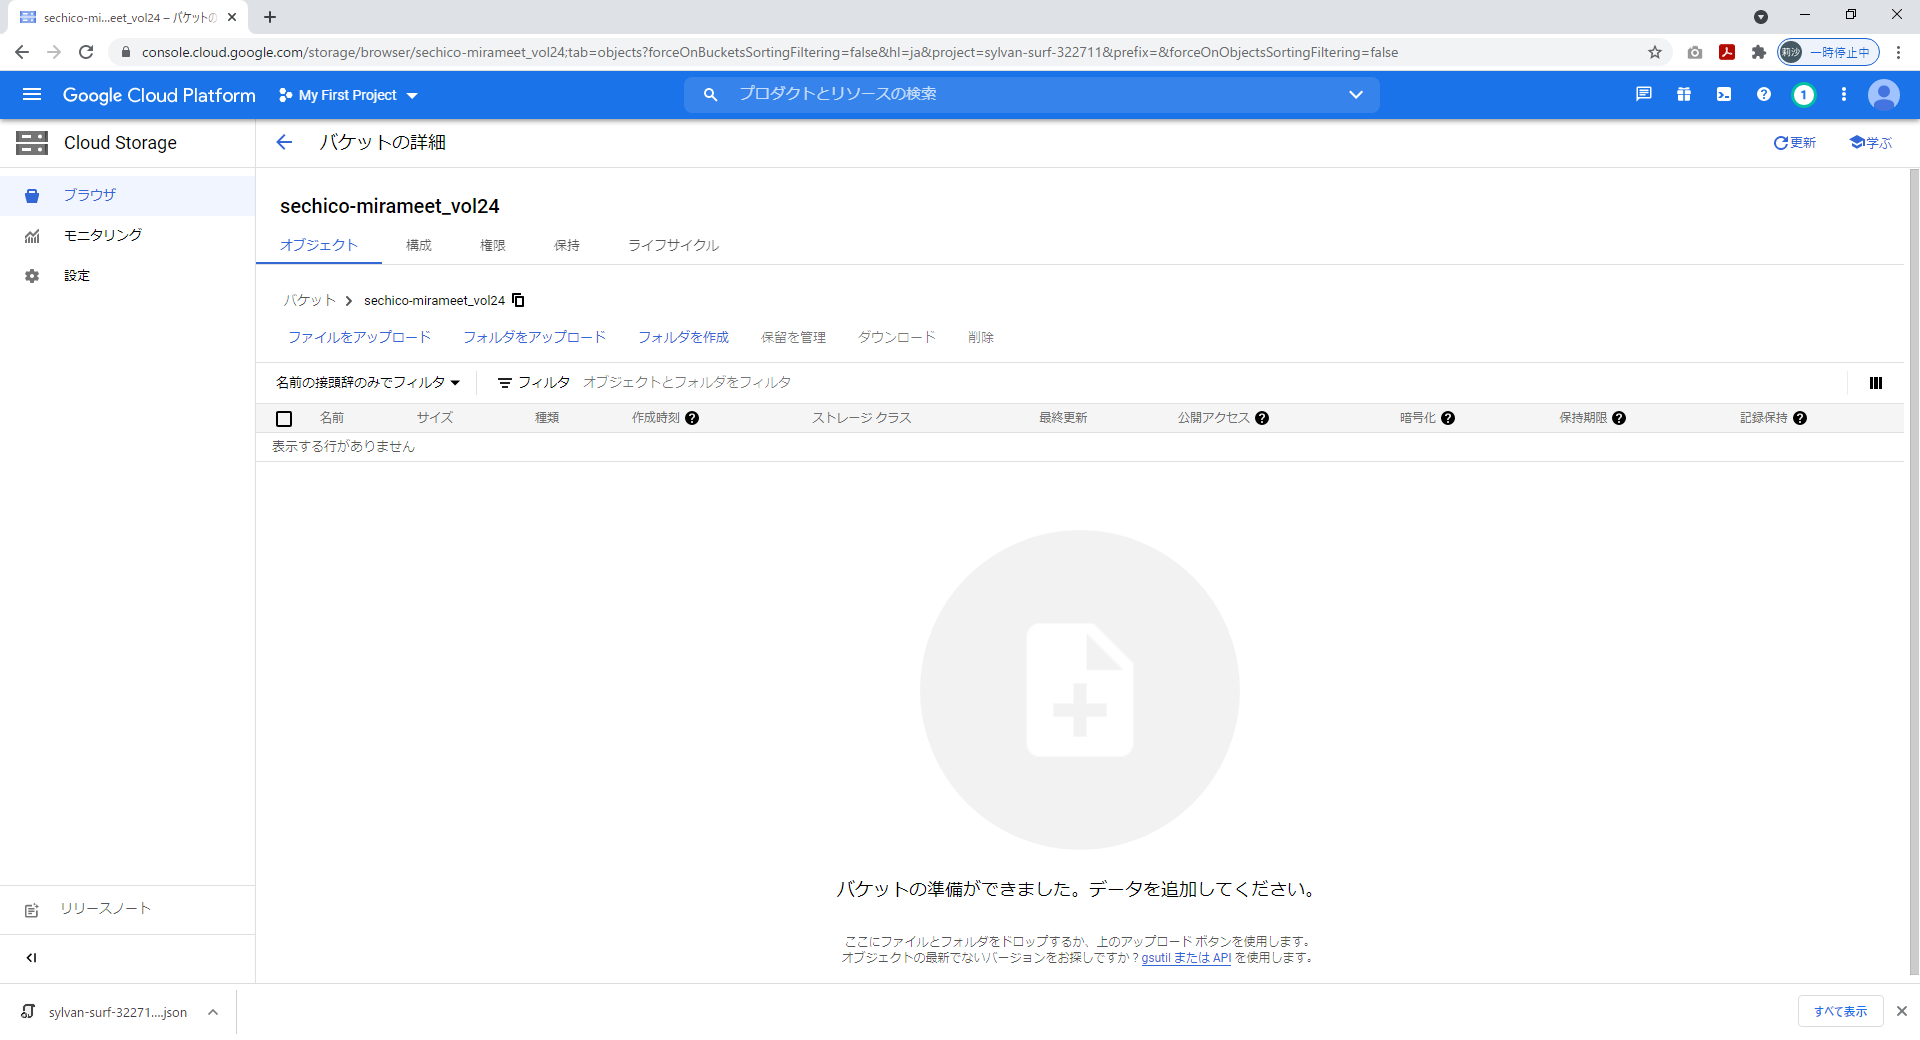 sechico-mi...eet_vol24 – バケットの
console.cloud.google.com/storage/browser/sechico-mirameet_vol24;tab=objects?forceOnBucketsSortingFiltering=false&hl=ja&project=sylvan-surf-322711&prefix=&forceOnObjectsSortingFiltering=false
莉沙 一時停止中
Google Cloud Platform My First Project プロダクトとリソースの検索 1
Cloud Storage バケットの詳細 更新 学ぶ
ブラウザ
モニタリング
設定
sechico-mirameet_vol24
オブジェクト 構成 権限 保持 ライフサイクル
バケット sechico-mirameet_vol24
ファイルをアップロード フォルダをアップロード フォルダを作成 保留を管理 ダウンロード 削除
名前の接頭辞のみでフィルタ フィルタ オブジェクトとフォルダをフィルタ
名前 サイズ 種類 作成時刻 ストレージ クラス 最終更新 公開アクセス 暗号化 保持期限 記録保持
表示する行がありません
バケットの準備ができました。データを追加してください。
ここにファイルとフォルダをドロップするか、上のアップロード ボタンを使用します。
オブジェクトの最新でないバージョンをお探しですか?gsutil または API を使用します。
リリースノート
sylvan-surf-32271....json すべて表示